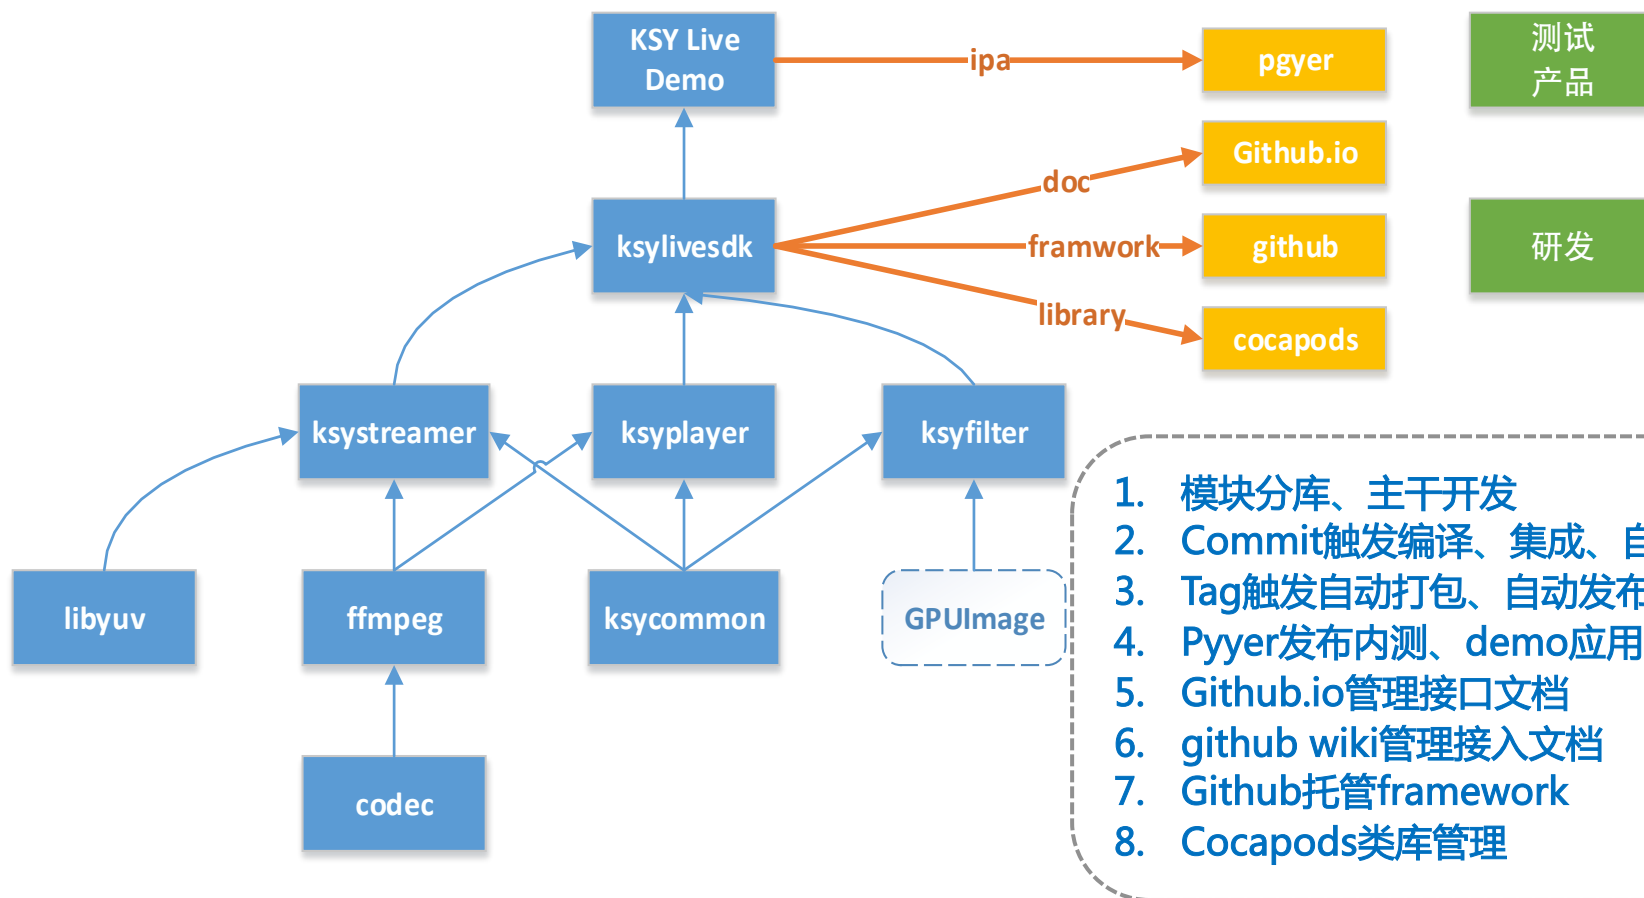 KSY Live
Demo
ipa
pgyer
测试
产品
Github.io
doc
ksylivesdk
framwork
github
研发
library
cocapods
ksystreamer
ksyplayer
ksyfilter
libyuv
ffmpeg
ksycommon
GPUImage
codec
1. 模块分库、主干开发
2. Commit触发编译、集成、自
3. Tag触发自动打包、自动发布
4. Pyyer发布内测、demo应用
5. Github.io管理接口文档
6. github wiki管理接入文档
7. Github托管framework
8. Cocapods类库管理